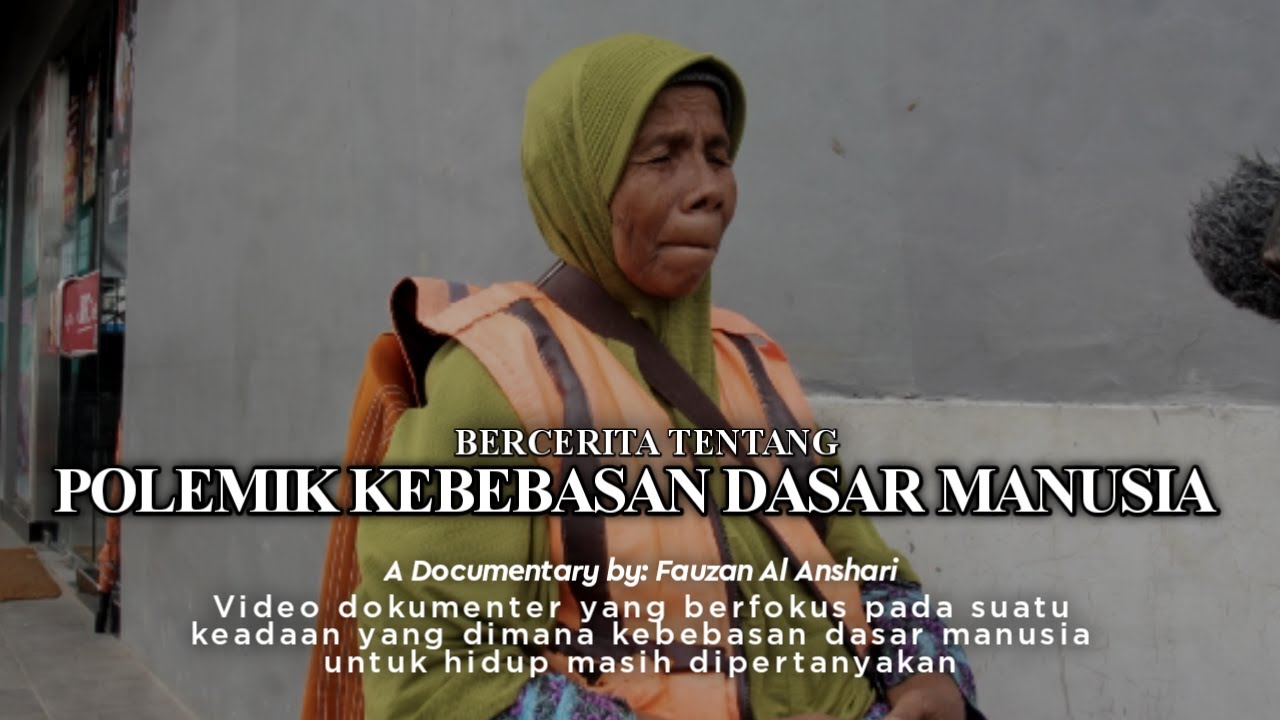 BERCERITA TENTANG
POLEMIK KEBEBASAN DASAR MANUSIA
A Documentary by: Fauzan Al Anshari
Video dokumenter yang berfokus pada suatu
keadaan yang dimana kebebasan dasar manusia
untuk hidup masih dipertanyakan